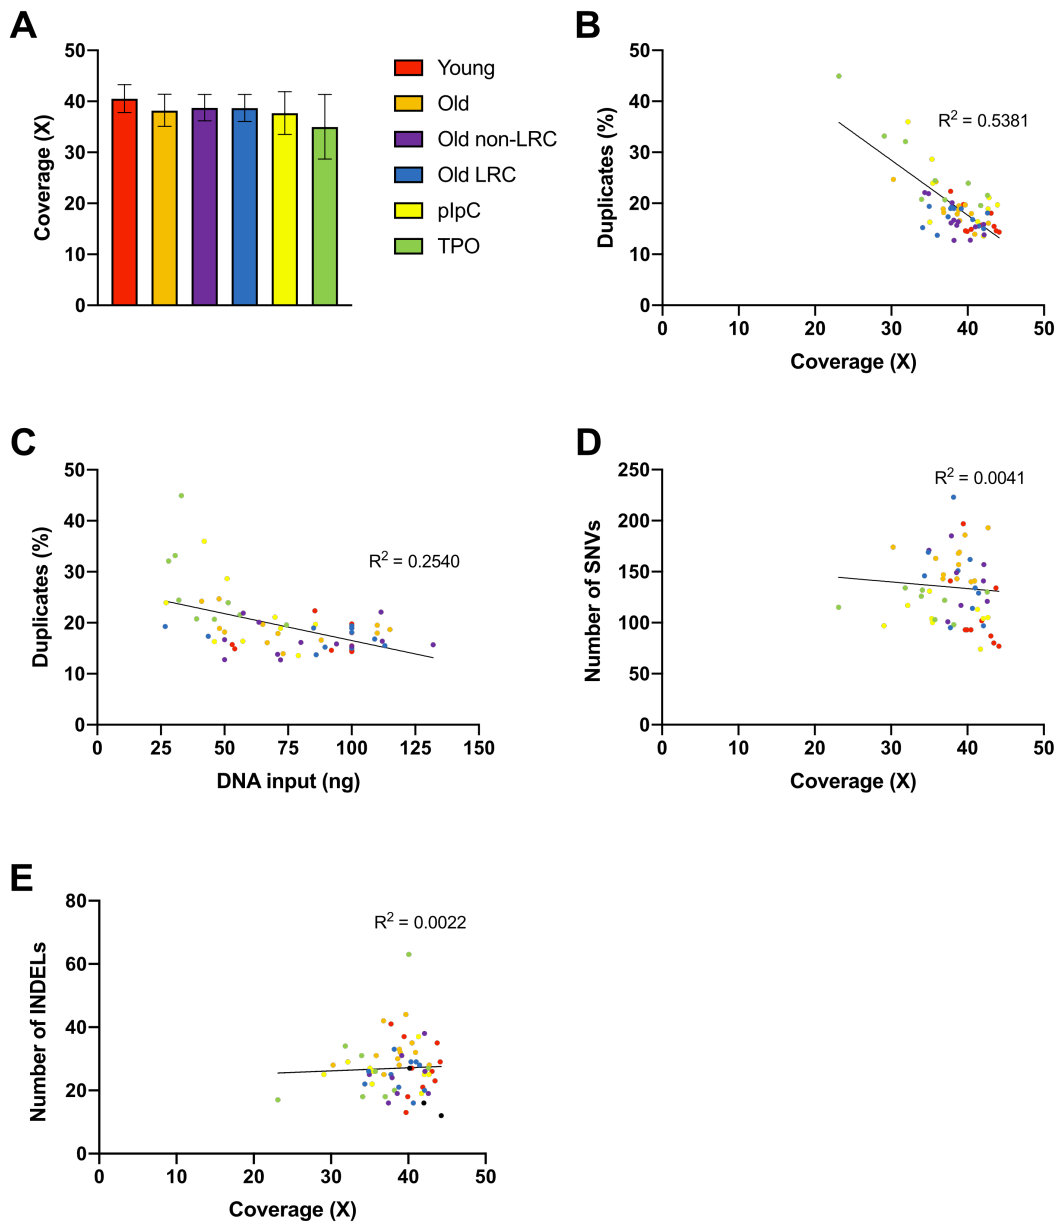 A
50
40
30
20
10
0
Coverage (X)
Young
Old
Old non-LRC
Old LRC
pIpC
TPO
B
50
40
30
20
10
0
Duplicates (%)
R² = 0.5381
0 10 20 30 40 50
Coverage (X)
C
50
40
30
20
10
0
Duplicates (%)
R² = 0.2540
0 25 50 75 100 125 150
DNA input (ng)
D
250
200
150
100
50
0
Number of SNVs
R² = 0.0041
0 10 20 30 40 50
Coverage (X)
E
80
60
40
20
0
Number of INDELs
R² = 0.0022
0 10 20 30 40 50
Coverage (X)